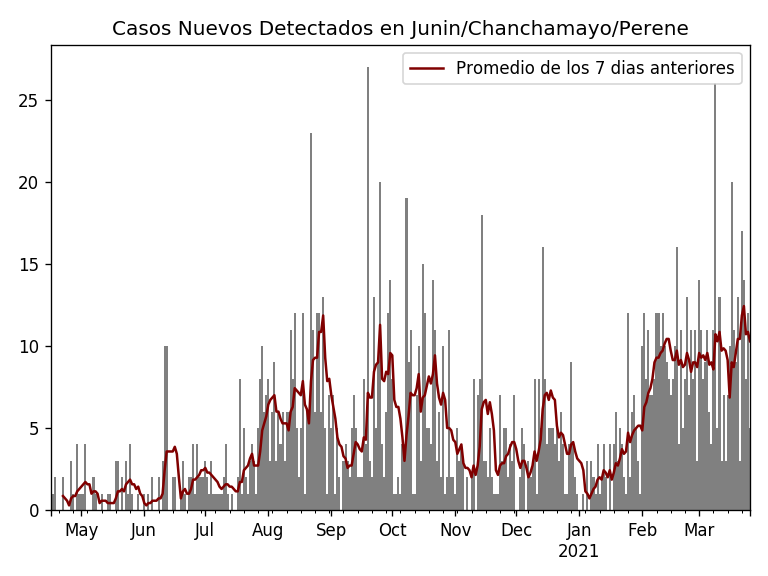 Casos Nuevos Detectados en Junin/Chanchamayo/Perene
Promedio de los 7 dias anteriores
25
20
15
10
5
0
May Jun Jul Aug Sep Oct Nov Dec Jan Feb Mar
2021